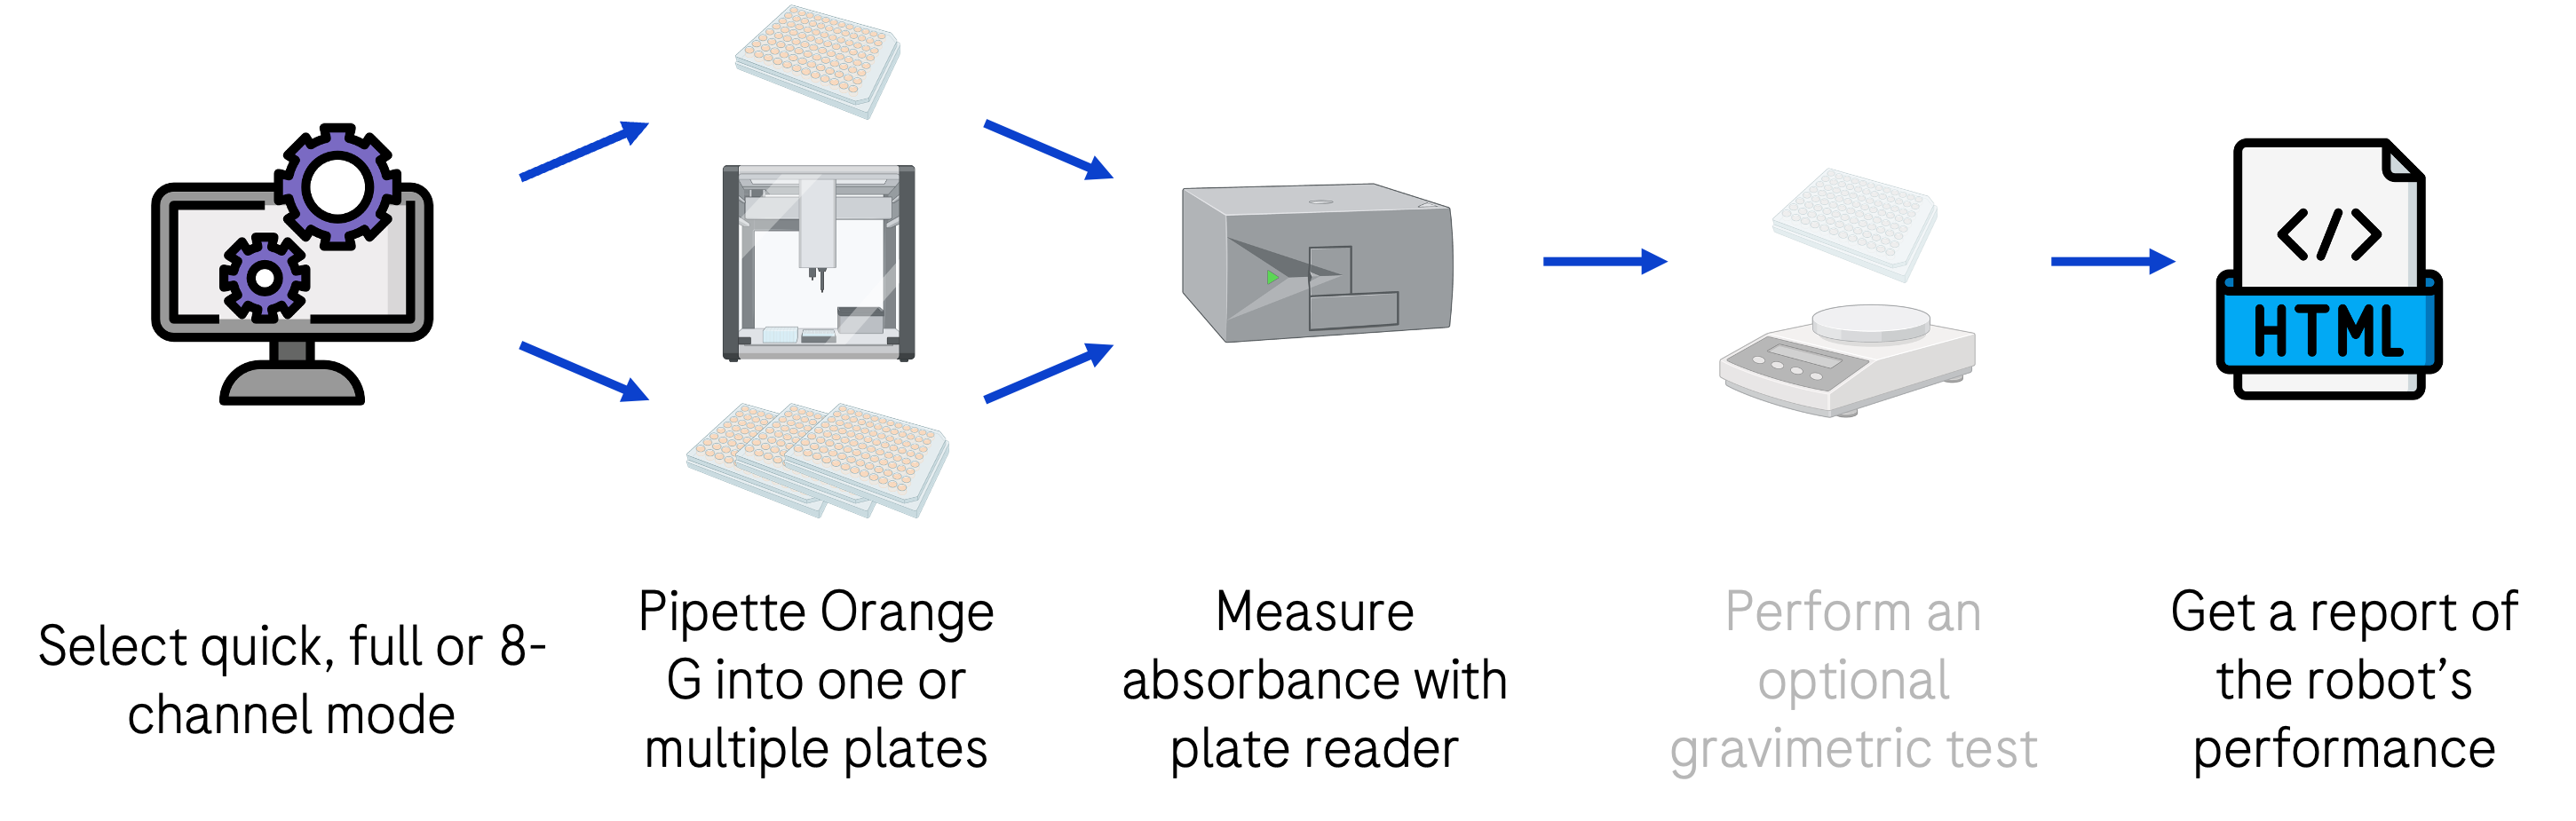 </>
HTML
Select quick, full or 8-
channel mode
Pipette Orange
G into one or
multiple plates
Measure
absorbance with
plate reader
Perform an
optional
gravimetric test
Get a report of
the robot’s
performance